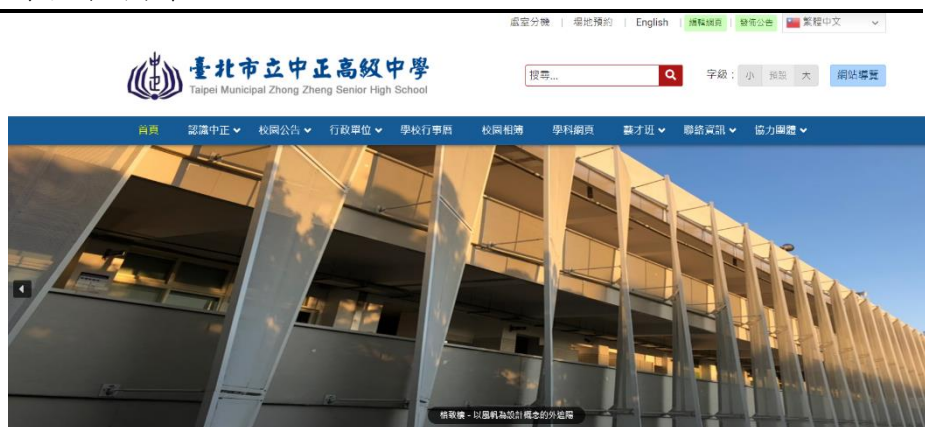 處室分機 | 場地預約 | English | 編輯網頁 | 發佈公告 繁體中文
臺北市立中正高級中學
Taipei Municipal Zhong Zheng Senior High School
搜尋...
字級： 小 預設 大 網站導覽
首頁 認識中正 校園公告 行政單位 學校行事曆 校園相簿 學科網頁 藝才班 聯絡資訊 協力團體
格致樓 - 以風帆為設計概念的外遮陽